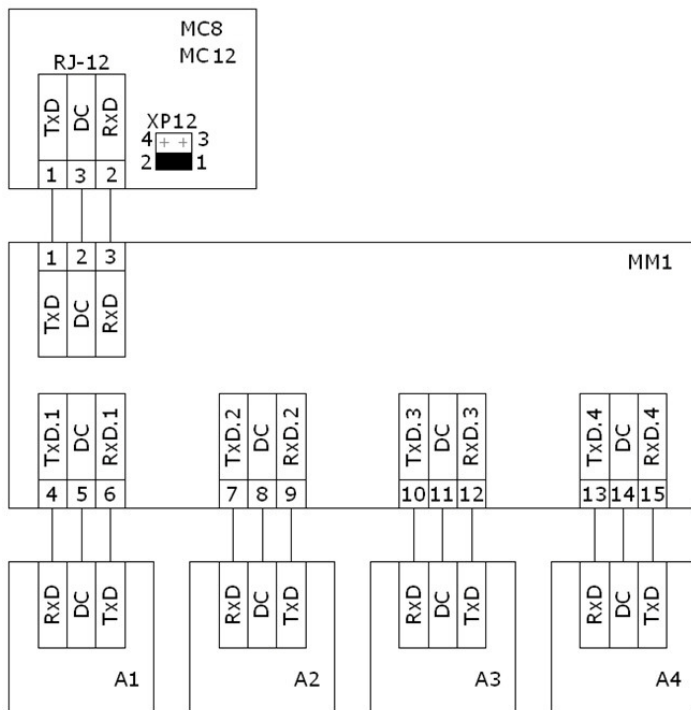 MC8
MC12
RJ-12
TxD DC RxD
XP12
4 3
2 1
1 3 2
1 2 3
MM1
TxD DC RxD
TxD.1 DC RxD.1 TxD.2 DC RxD.2 TxD.3 DC RxD.3 TxD.4 DC RxD.4
4 5 6 7 8 9 10 11 12 13 14 15
RxD DC TxD RxD DC TxD RxD DC TxD RxD DC TxD
A1 A2 A3 A4